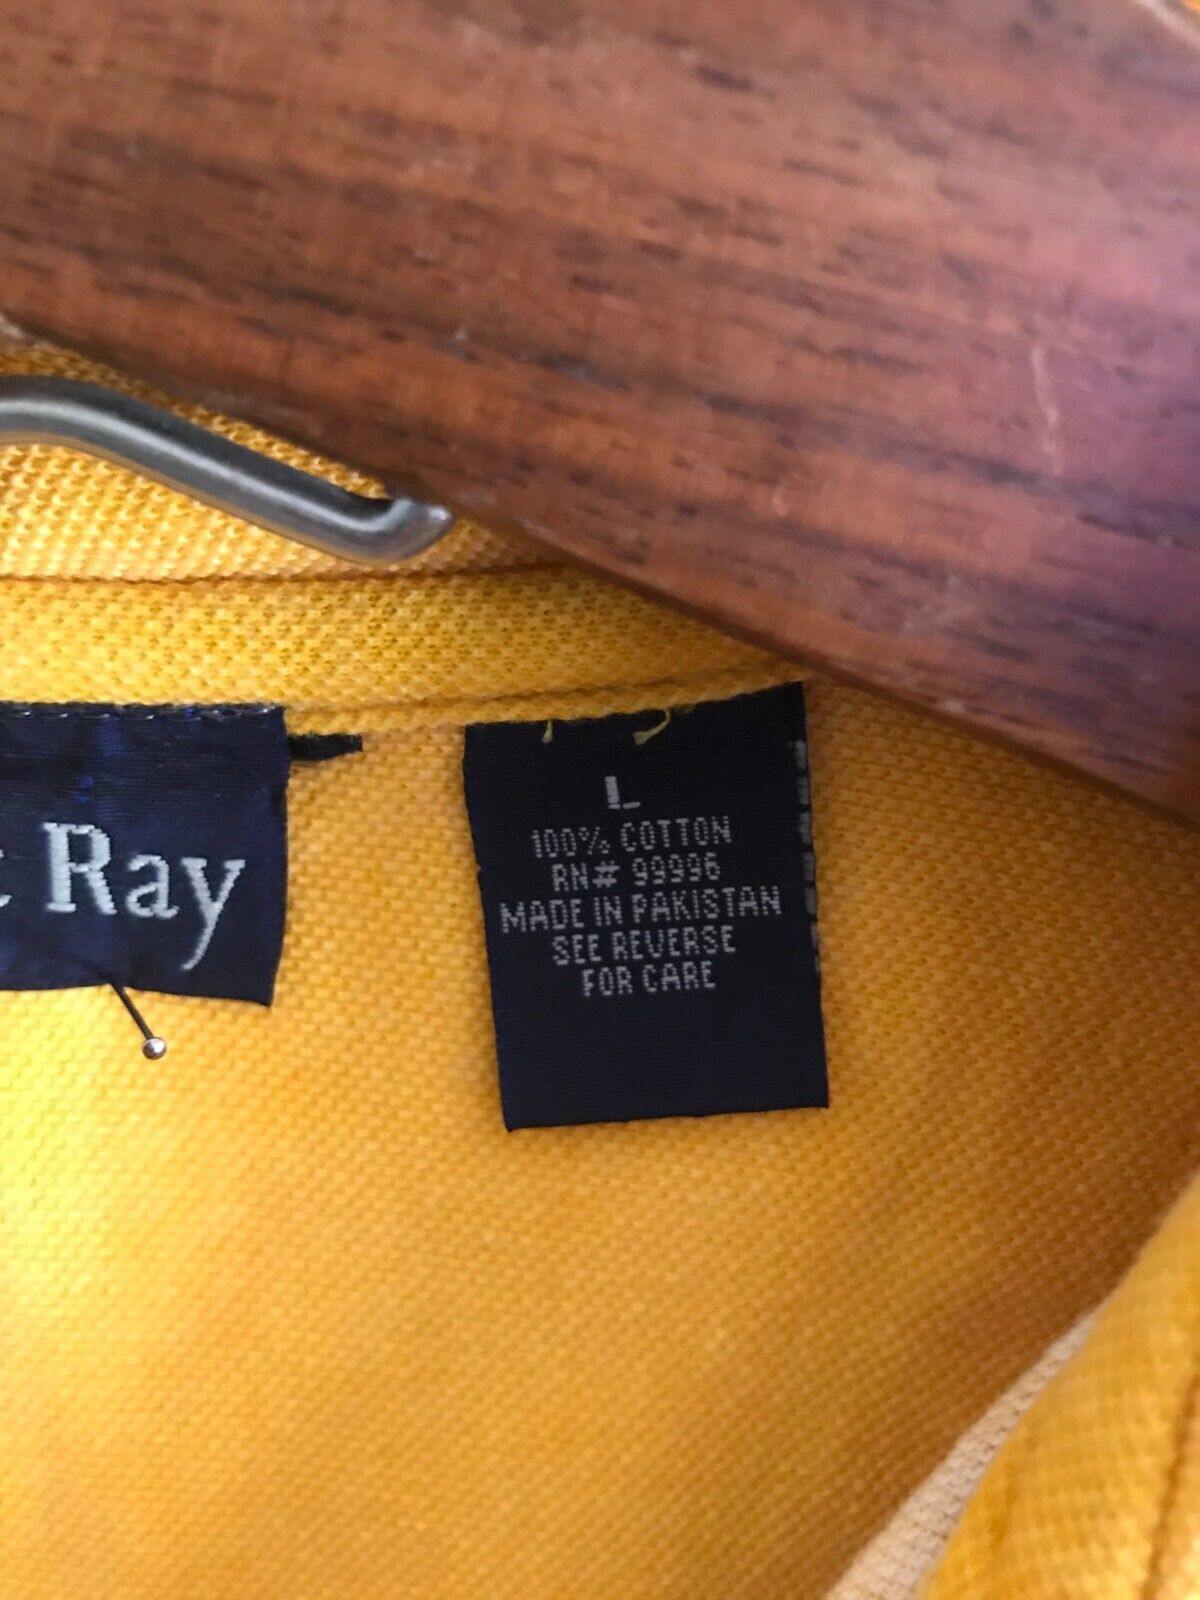 Ray
L
100% COTTON
RN# 99996
MADE IN PAKISTAN
SEE REVERSE
FOR CARE